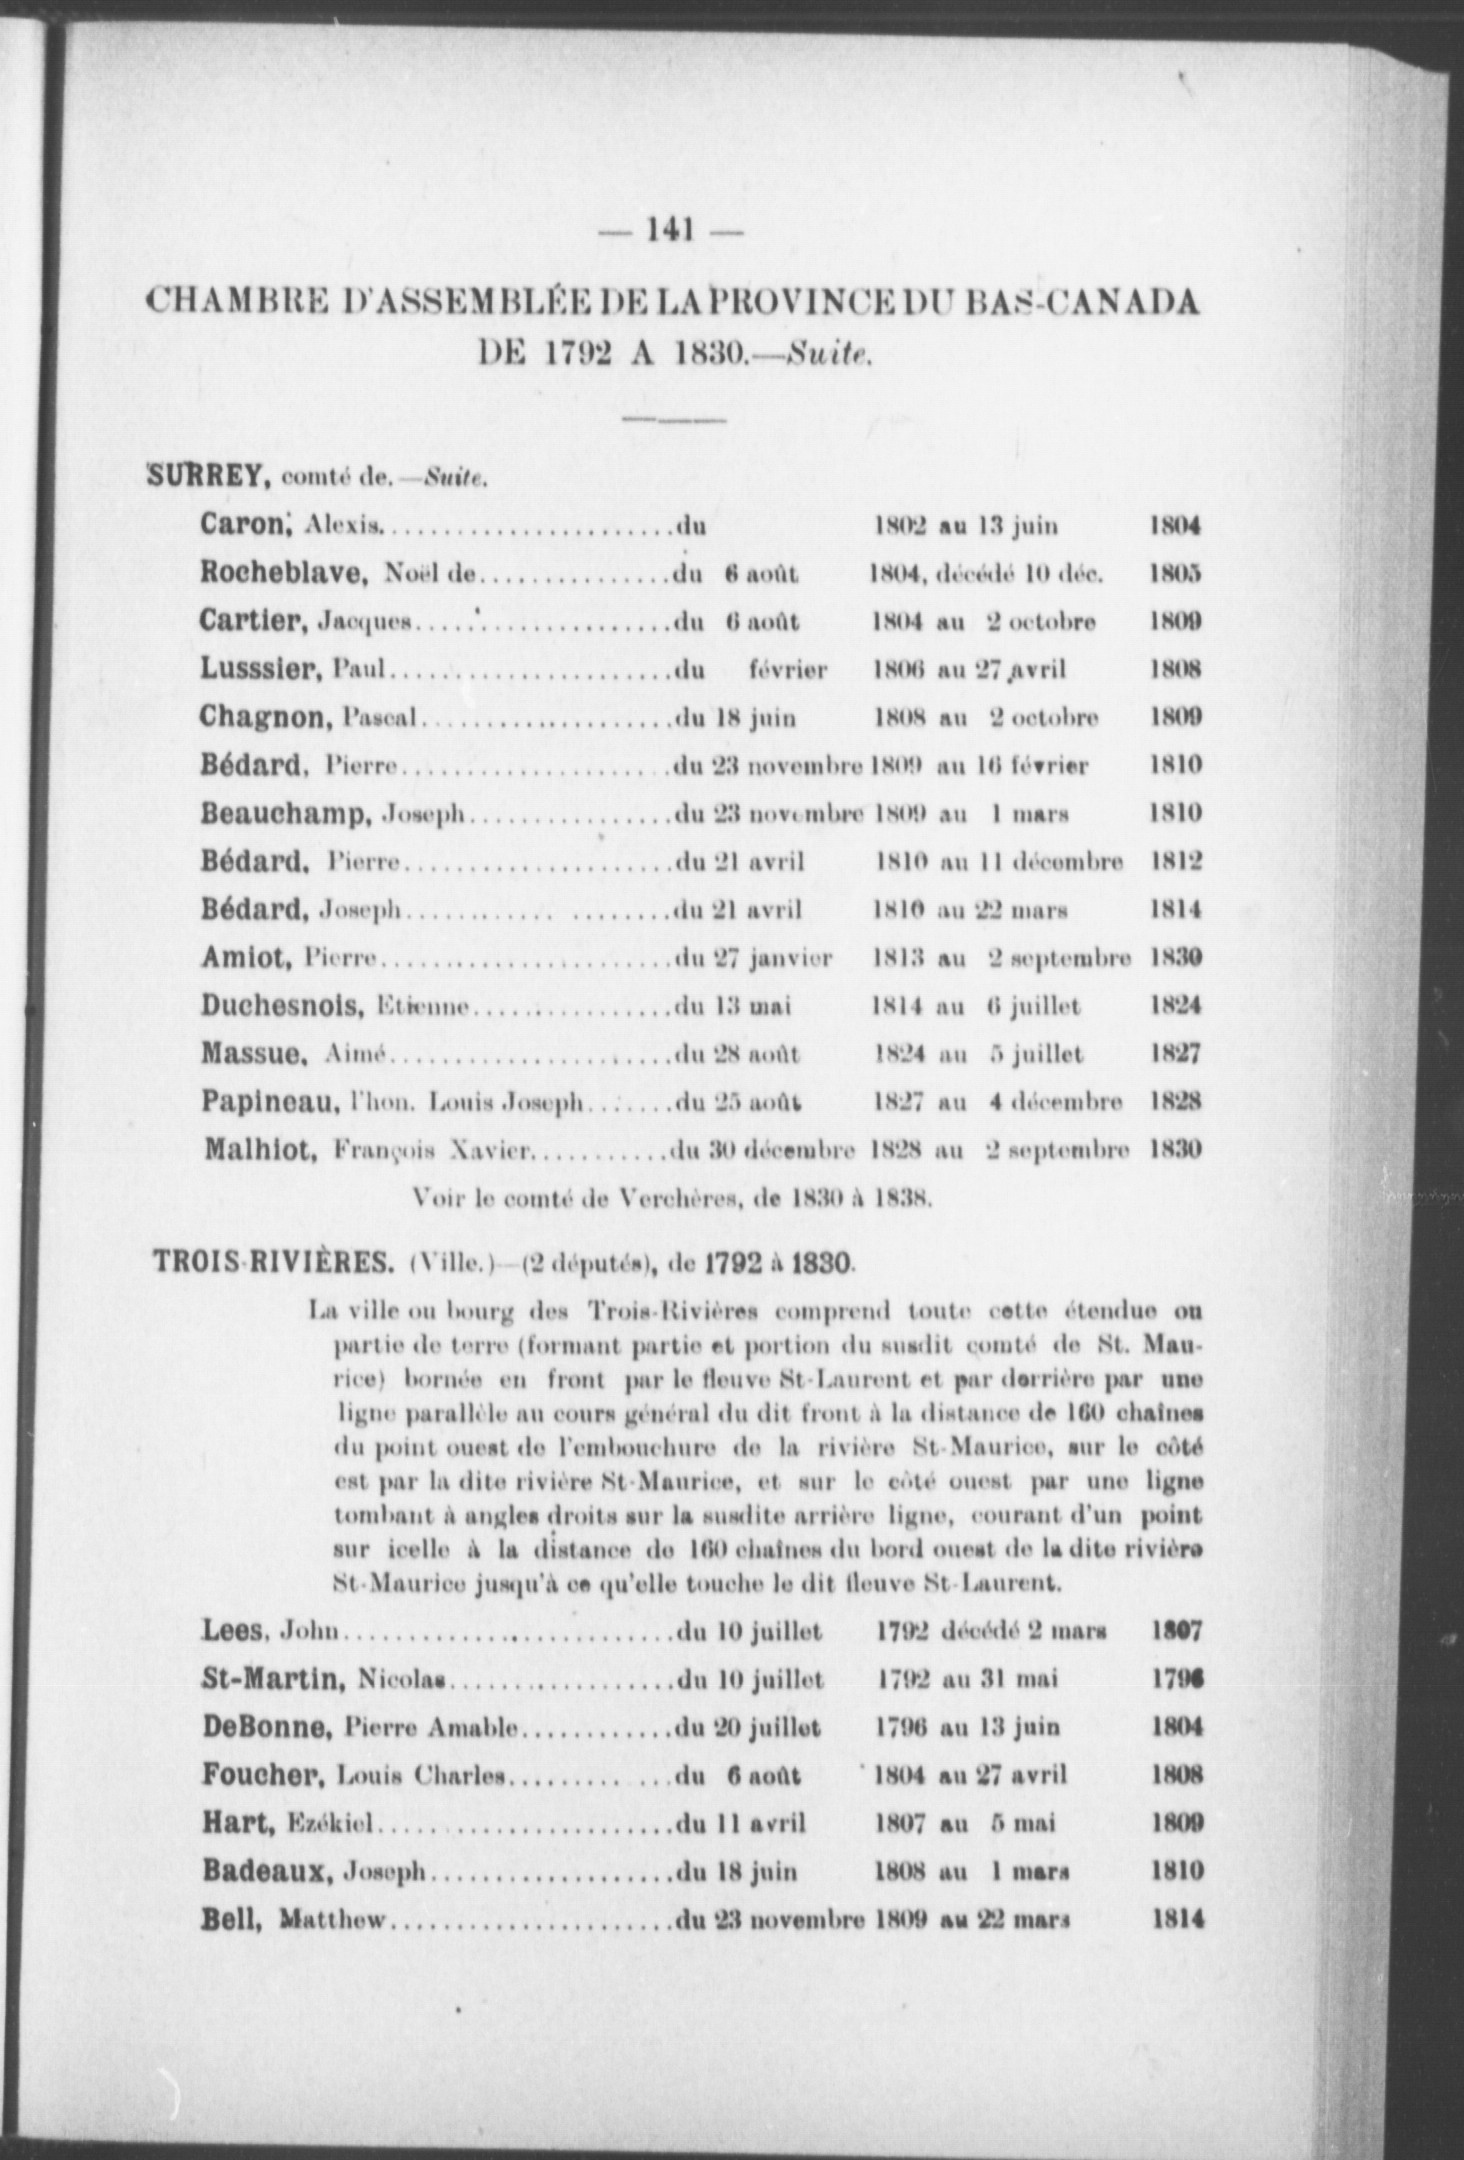 — 141 —
CHAMBRE D'ASSEMBLÉE DE LA PROVINCE DU BAS-CANADA
DE 1792 A 1830.—Suite.
SURREY, comté de.—Suite.
Caron, Alexis........................du 1802 au 13 juin 1804
Rocheblave, Noël de...............du 6 août 1804, décédé 10 déc. 1805
Cartier, Jacques.....................du 6 août 1804 au 2 octobre 1809
Lusssier, Paul.......................du février 1806 au 27 avril 1808
Chagnon, Pascal.....................du 18 juin 1808 au 2 octobre 1809
Bédard, Pierre......................du 23 novembre 1809 au 16 février 1810
Beauchamp, Joseph.................du 23 novembre 1809 au 1 mars 1810
Bédard, Pierre......................du 21 avril 1810 au 11 décembre 1812
Bédard, Joseph............ ........du 21 avril 1810 au 22 mars 1814
Amiot, Pierre........................du 27 janvier 1813 au 2 septembre 1830
Duchesnois, Etienne................du 13 mai 1814 au 6 juillet 1824
Massue, Aimé.......................du 28 août 1824 au 5 juillet 1827
Papineau, l'hon. Louis Joseph.......du 25 août 1827 au 4 décembre 1828
Malhiot, François Xavier...........du 30 décembre 1828 au 2 septembre 1830
Voir le comté de Verchères, de 1830 à 1838.
TROIS-RIVIÈRES. (Ville.)—(2 députés), de 1792 à 1830.
La ville ou bourg des Trois-Rivières comprend toute cette étendue ou
partie de terre (formant partie et portion du susdit comté de St. Mau-
rice) bornée en front par le fleuve St-Laurent et par derrière par une
ligne parallèle au cours général du dit front à la distance de 160 chaînes
du point ouest de l'embouchure de la rivière St-Maurice, sur le côté
est par la dite rivière St-Maurice, et sur le côté ouest par une ligne
tombant à angles droits sur la susdite arrière ligne, courant d'un point
sur icelle à la distance de 160 chaînes du bord ouest de la dite rivière
St-Maurice jusqu'à ce qu'elle touche le dit fleuve St-Laurent.
Lees, John...........................du 10 juillet 1792 décédé 2 mars 1807
St-Martin, Nicolas..................du 10 juillet 1792 au 31 mai 1796
DeBonne, Pierre Amable............du 20 juillet 1796 au 13 juin 1804
Foucher, Louis Charles......... ...du 6 août 1804 au 27 avril 1808
Hart, Ezékiel........................du 11 avril 1807 au 5 mai 1809
Badeaux, Joseph....................du 18 juin 1808 au 1 mars 1810
Bell, Matthew.......................du 23 novembre 1809 au 22 mars 1814